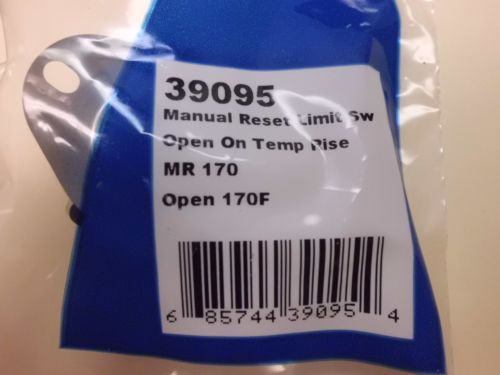 39095
Manual Reset Limit Sw
Open On Temp Rise
MR 170
Open 170F
6 85744 39095 4